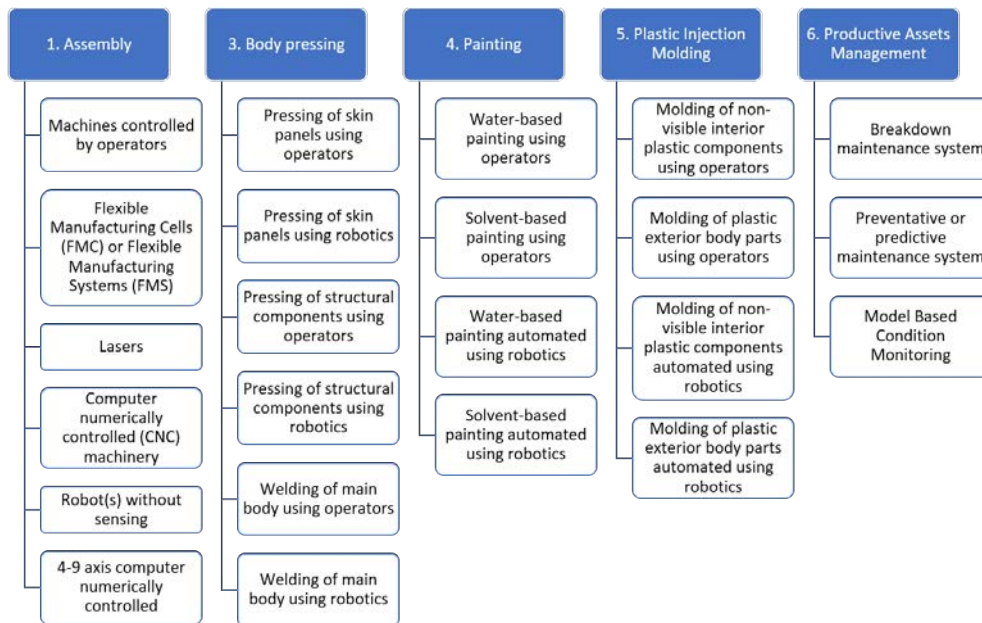 1. Assembly
Machines controlled
by operators
Flexible
Manufacturing Cells
(FMC) or Flexible
Manufacturing
Systems (FMS)
Lasers
Computer
numerically
controlled (CNC)
machinery
Robot(s) without
sensing
4-9 axis computer
numerically
controlled
3. Body pressing
Pressing of skin
panels using
operators
Pressing of skin
panels using robotics
Pressing of structural
components using
operators
Pressing of structural
components using
robotics
Welding of main
body using operators
Welding of main
body using robotics
4. Painting
Water-based
painting using
operators
Solvent-based
painting using
operators
Water-based
painting automated
using robotics
Solvent-based
painting automated
using robotics
5. Plastic Injection
Molding
Molding of non-
visible interior
plastic components
using operators
Molding of plastic
exterior body parts
using operators
Molding of non-
visible interior
plastic components
automated using
robotics
Molding of plastic
exterior body parts
automated using
robotics
6. Productive Assets
Management
Breakdown
maintenance system
Preventative or
predictive
maintenance system
Model Based
Condition
Monitoring